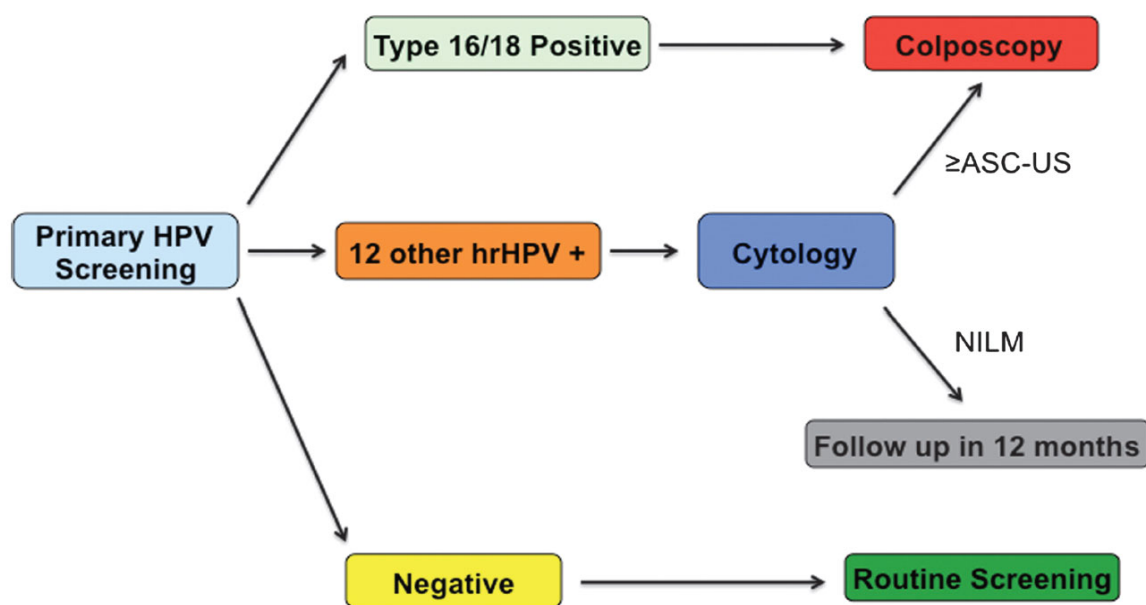 Type 16/18 Positive
Colposcopy
≥ASC-US
Primary HPV
Screening
12 other hrHPV +
Cytology
NILM
Follow up in 12 months
Negative
Routine Screening